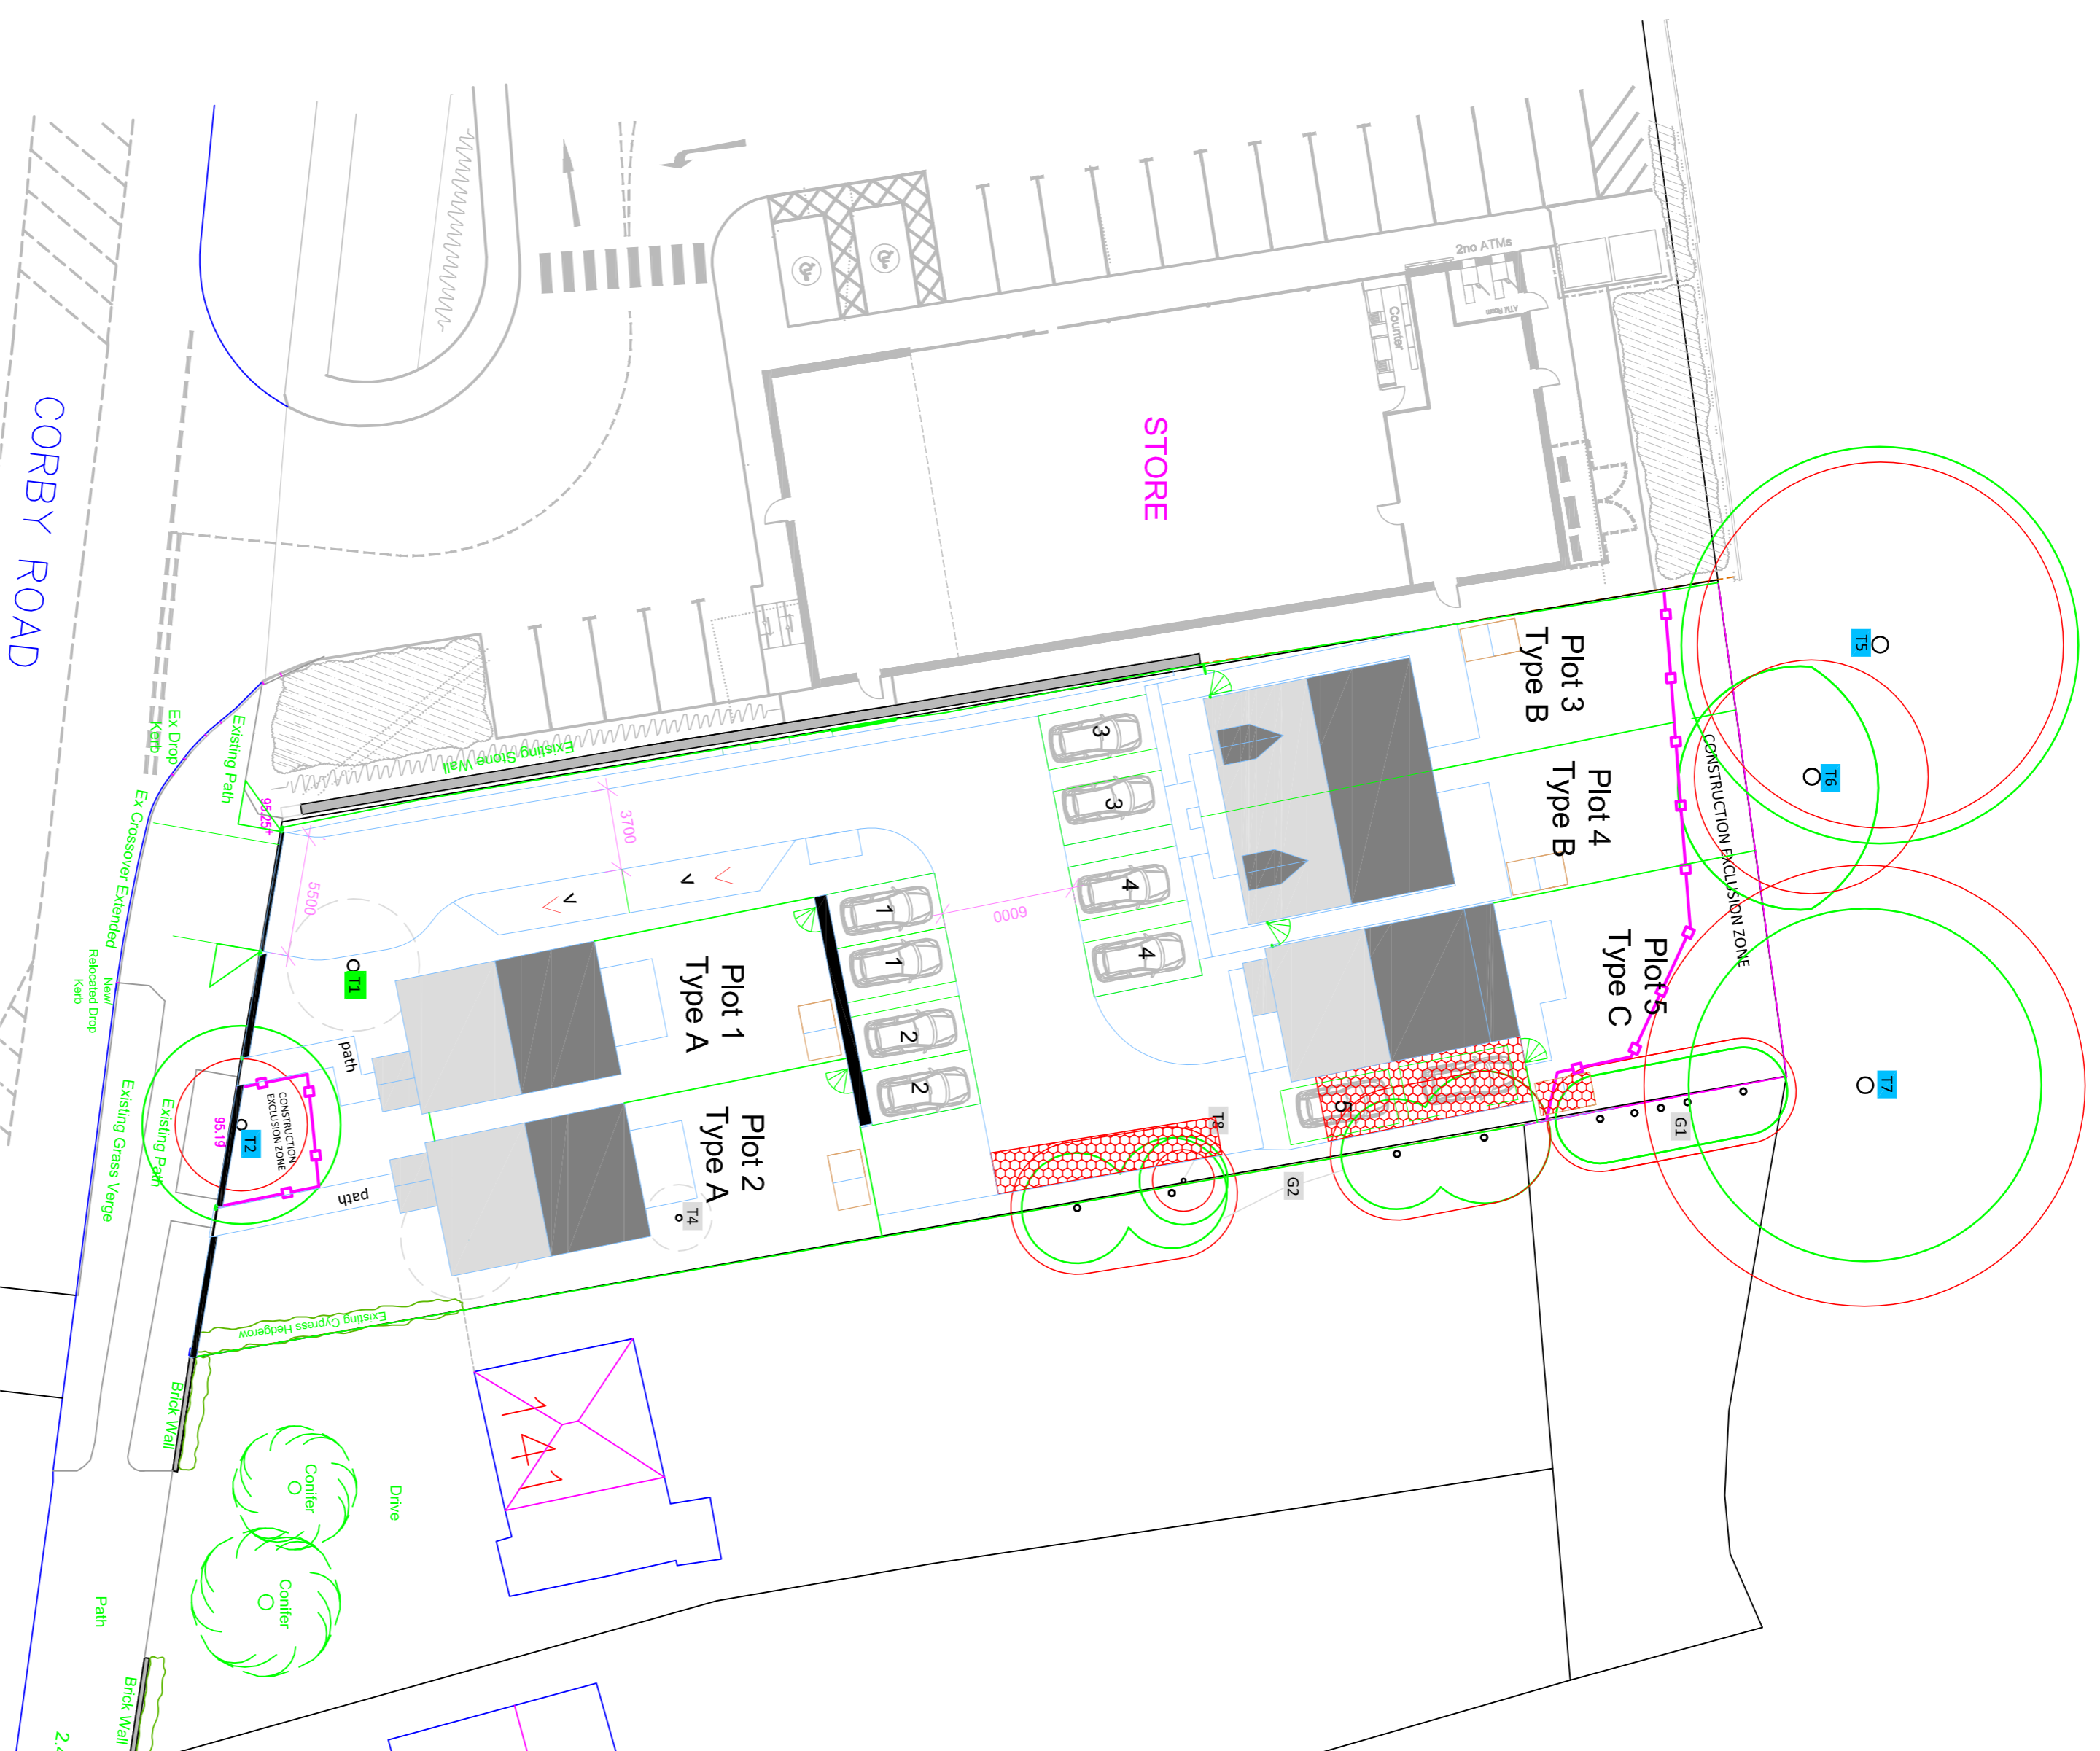 CORBY ROAD
STORE
2no ATMs
ATM Room
Counter
Plot 3
Type B
Plot 4
Type B
Plot 5
Type C
Plot 1
Type A
Plot 2
Type A
CONSTRUCTION EXCLUSION ZONE
CONSTRUCTION
EXCLUSION ZONE
T5
T6
T7
T1
T2
T4
T8
G1
G2
3
3
4
4
1
1
2
2
5
3700
5500
6000
V
V
Existing Stone Wall
Ex Drop
Kerb
Existing Path
95.25+
Ex Crossover Extended
New/
Relocated Drop
Kerb
Existing Grass Verge
Existing Path
95.19
path
path
Existing Cypress Hedgerow
Brick Wall
141
Conifer
Conifer
Drive
Path
Brick Wall